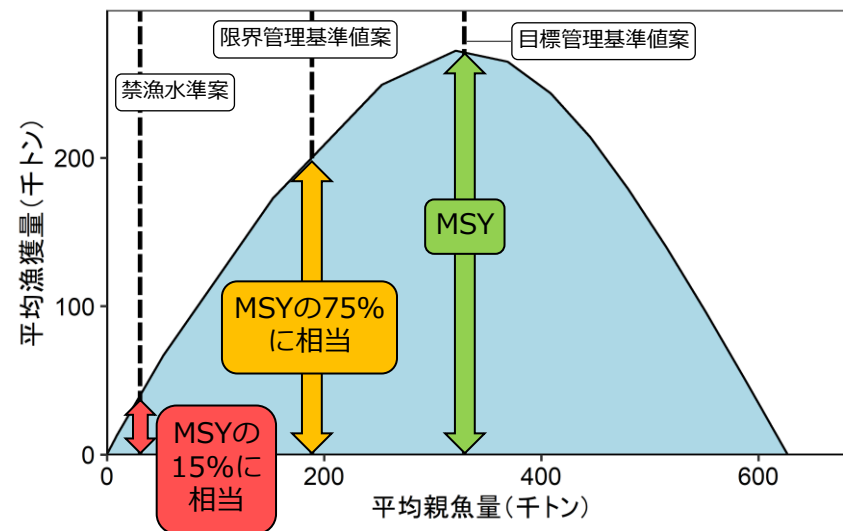 限界管理基準値案
目標管理基準値案
禁漁水準案
平均漁獲量（千トン）
200
100
0
MSY
MSYの75%
に相当
MSYの
15%に
相当
0
200
400
600
平均親魚量（千トン）